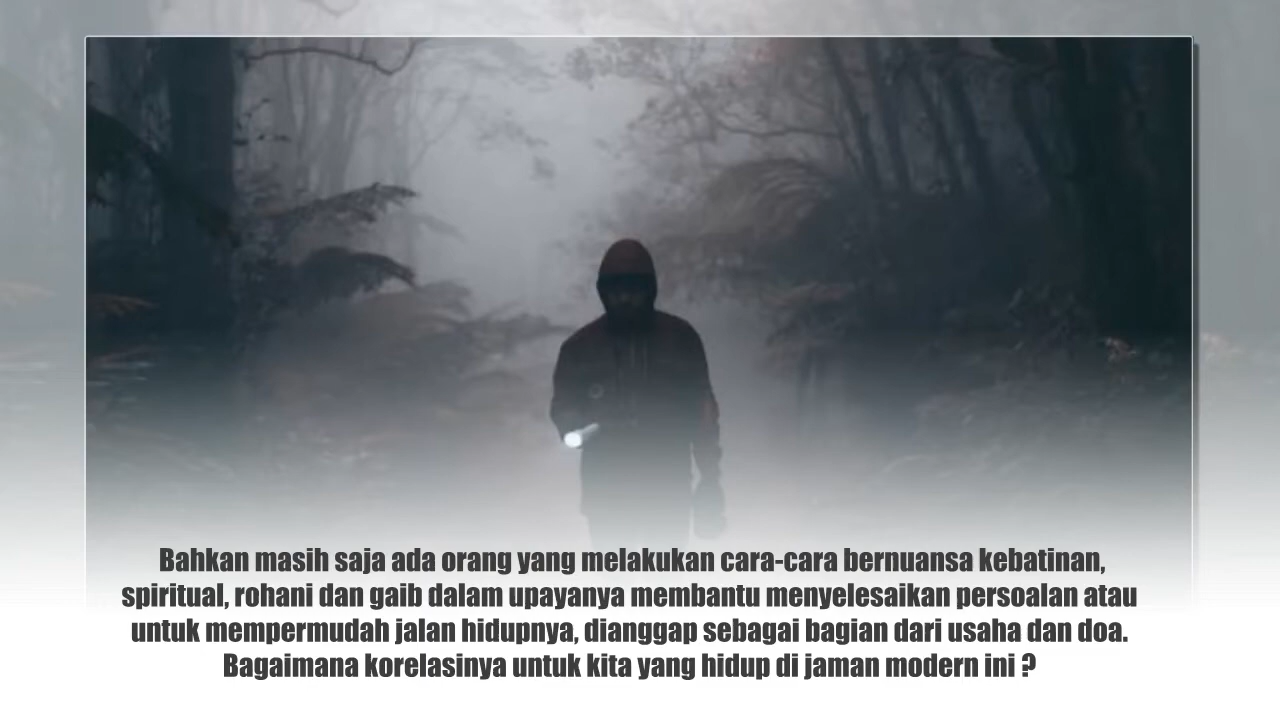 Bahkan masih saja ada orang yang melakukan cara-cara bernuansa kebatinan,
spiritual, rohani dan gaib dalam upayanya membantu menyelesaikan persoalan atau
untuk mempermudah jalan hidupnya, dianggap sebagai bagian dari usaha dan doa.
Bagaimana korelasinya untuk kita yang hidup di jaman modern ini ?